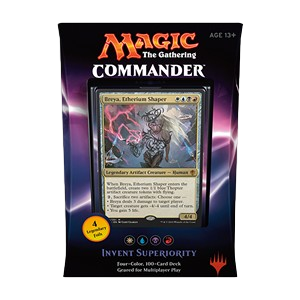 AGE 13+
MAGIC
The Gathering
COMMANDER
Breya, Etherium Shaper
Legendary Artifact Creature — Human
When Breya, Etherium Shaper enters the
battlefield, create two 1/1 blue Thopter
artifact creature tokens with flying.
2, Sacrifice two artifacts: Choose one —
• Breya deals 3 damage to target player.
• Target creature gets -4/-4 until end of turn.
• You gain 5 life.
4/4
4
Legendary
Foils
INVENT SUPERIORITY
Four-Color, 100-Card Deck
Geared for Multiplayer Play